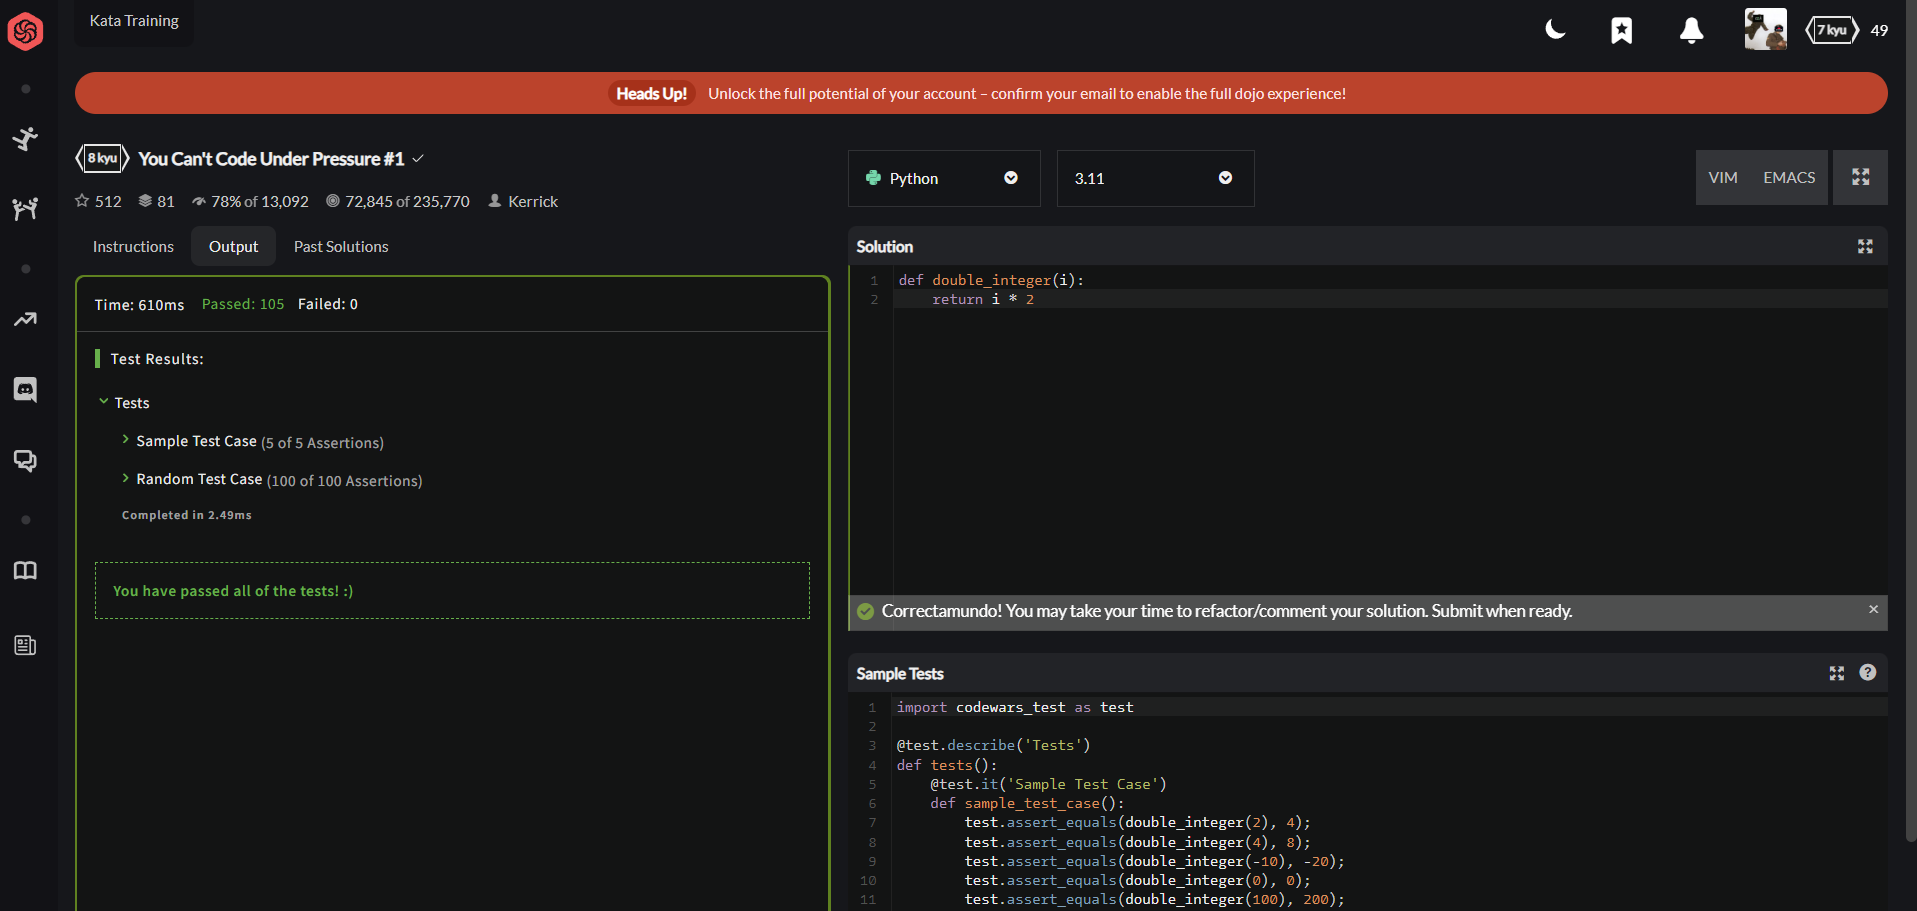 Kata Training
7 kyu 49
Heads Up! Unlock the full potential of your account – confirm your email to enable the full dojo experience!
8 kyu You Can't Code Under Pressure #1
512 81 78% of 13,092 72,845 of 235,770 Kerrick
Instructions Output Past Solutions
Time: 610ms Passed: 105 Failed: 0
Test Results:
Tests
Sample Test Case (5 of 5 Assertions)
Random Test Case (100 of 100 Assertions)
Completed in 2.49ms
You have passed all of the tests! :)
Python 3.11 VIM EMACS
Solution
1 def double_integer(i):
2     return i * 2
Correctamundo! You may take your time to refactor/comment your solution. Submit when ready. ×
Sample Tests ?
1 import codewars_test as test
2
3 @test.describe('Tests')
4 def tests():
5     @test.it('Sample Test Case')
6     def sample_test_case():
7         test.assert_equals(double_integer(2), 4);
8         test.assert_equals(double_integer(4), 8);
9         test.assert_equals(double_integer(-10), -20);
10         test.assert_equals(double_integer(0), 0);
11         test.assert_equals(double_integer(100), 200);